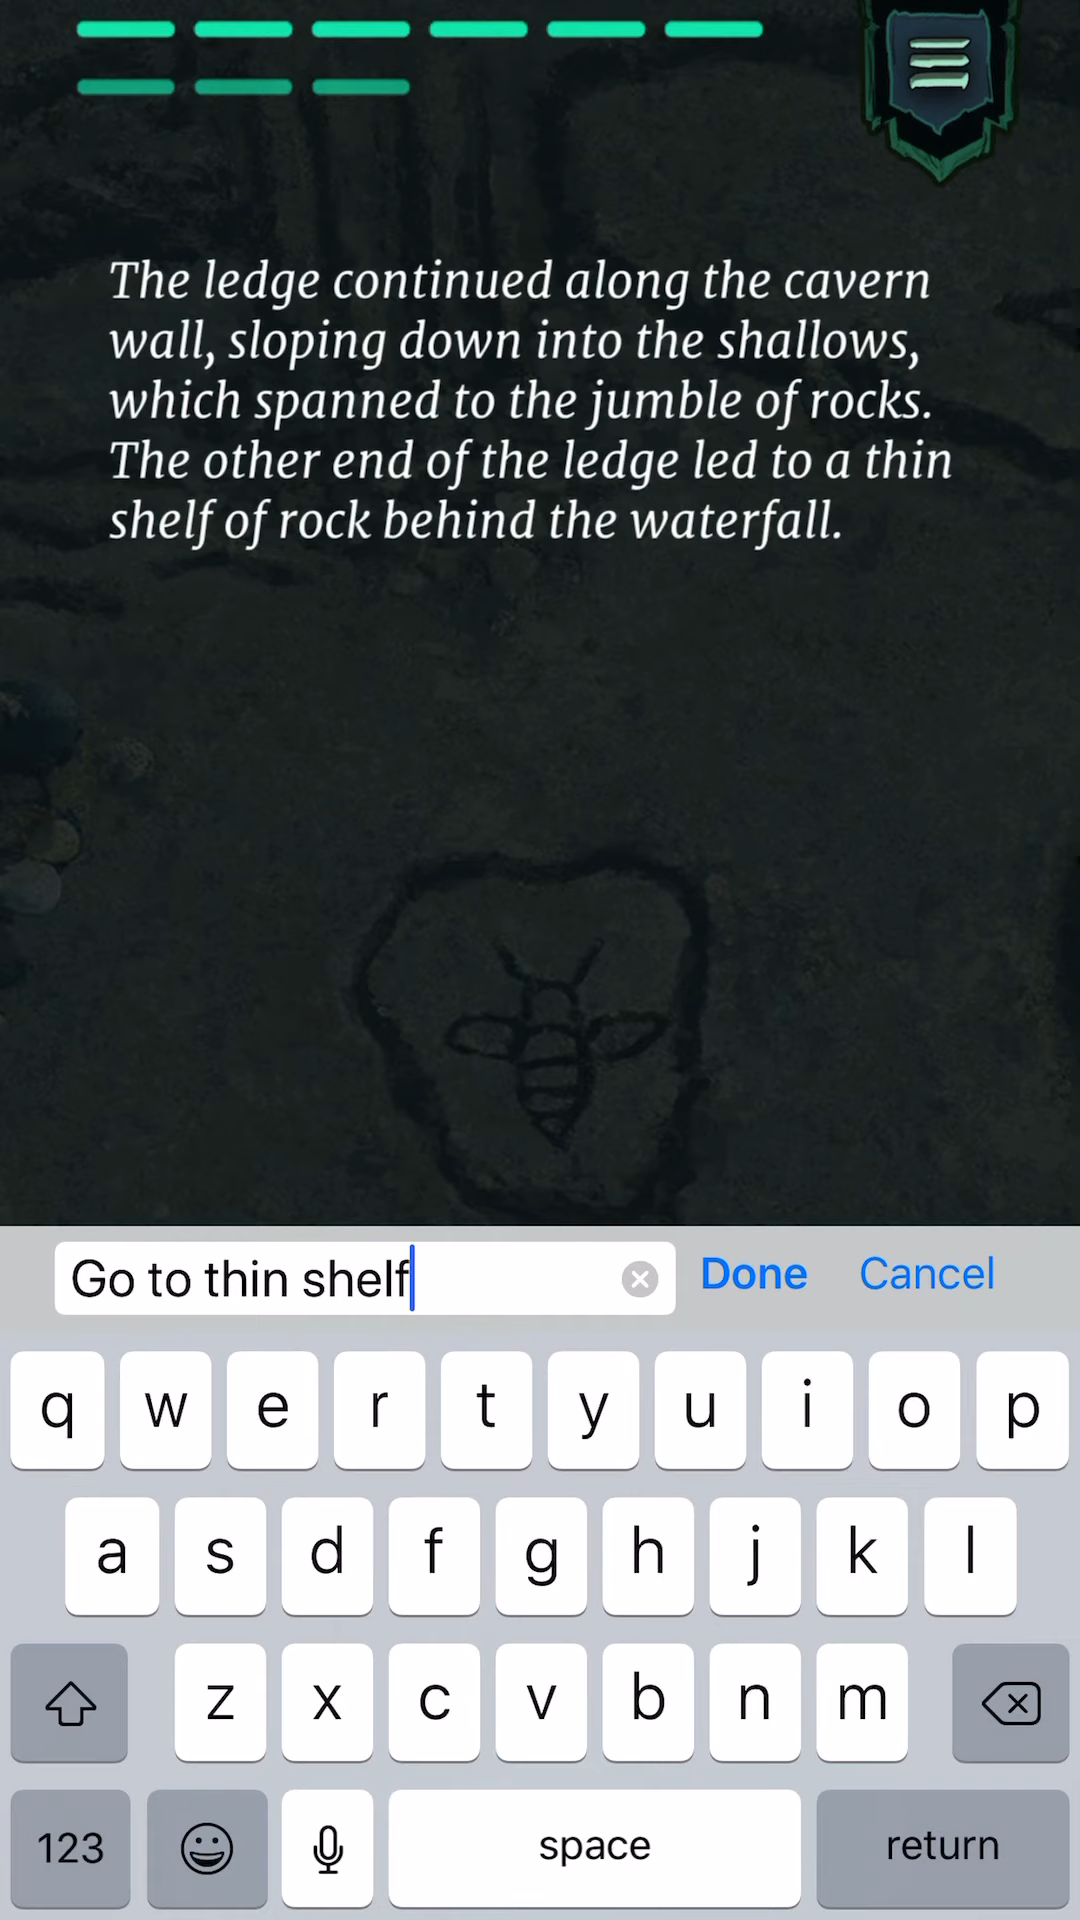 The ledge continued along the cavern
wall, sloping down into the shallows,
which spanned to the jumble of rocks.
The other end of the ledge led to a thin
shelf of rock behind the waterfall.
Go to thin shelf
Done
Cancel
q w e r t y u i o p
a s d f g h j k l
z x c v b n m
123
space
return